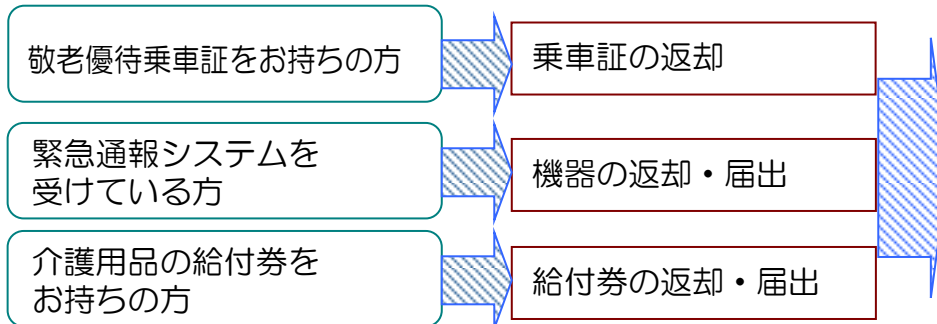 敬老優待乗車証をお持ちの方
乗車証の返却
緊急通報システムを
受けている方
機器の返却・届出
介護用品の給付券を
お持ちの方
給付券の返却・届出